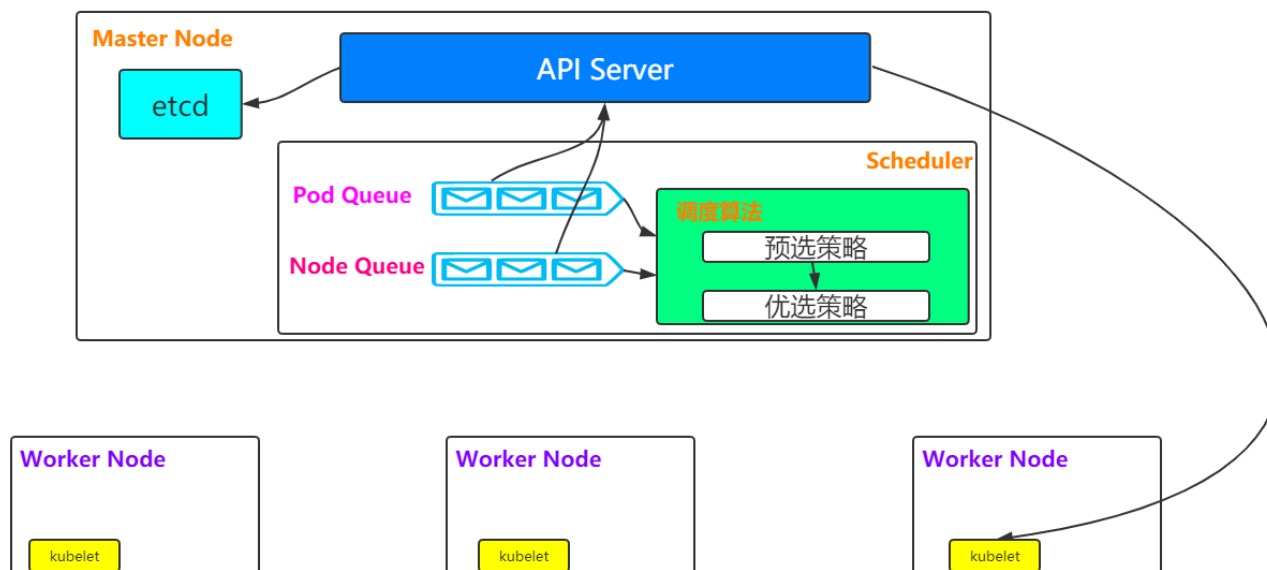 Master Node
API Server
etcd
Scheduler
Pod Queue
调度算法
预选策略
Node Queue
优选策略
Worker Node
Worker Node
Worker Node
kubelet
kubelet
kubelet